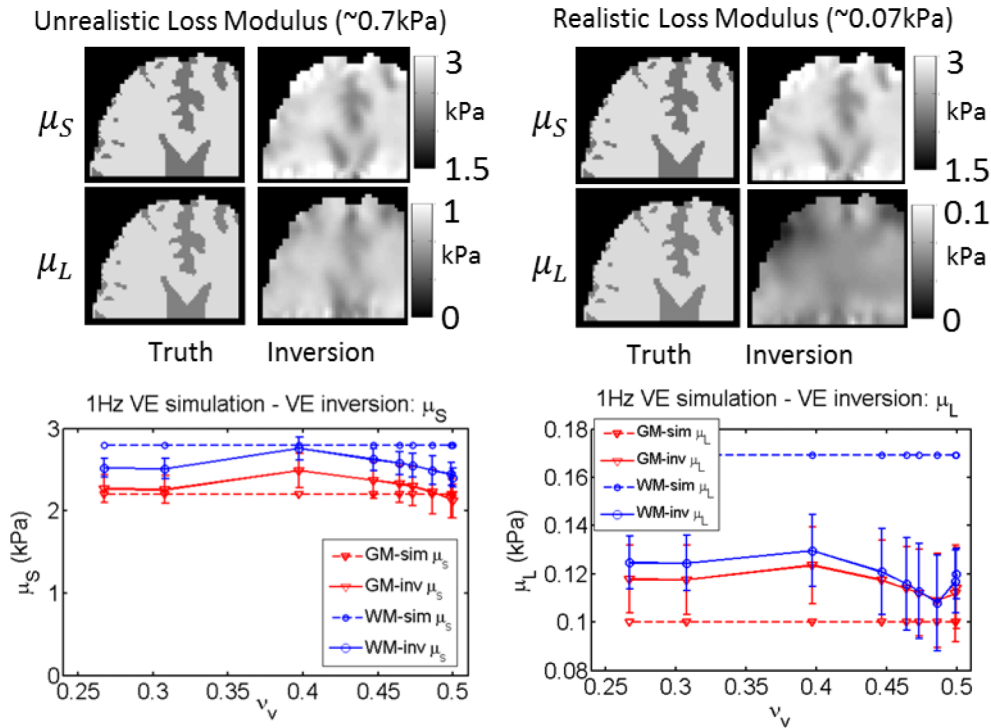 Unrealistic Loss Modulus (~0.7kPa)
μS
3
kPa
1.5
μL
1
kPa
0
Truth Inversion
Realistic Loss Modulus (~0.07kPa)
μS
3
kPa
1.5
μL
0.1
kPa
0
Truth Inversion
1Hz VE simulation - VE inversion: μS
μS (kPa)
3
2
1
0
0.25 0.3 0.35 0.4 0.45 0.5
νv
GM-sim μs
GM-inv μs
WM-sim μs
WM-inv μs
1Hz VE simulation - VE inversion: μL
μL (kPa)
0.18
0.16
0.14
0.12
0.1
0.08
0.25 0.3 0.35 0.4 0.45 0.5
νv
GM-sim μL
GM-inv μL
WM-sim μL
WM-inv μL